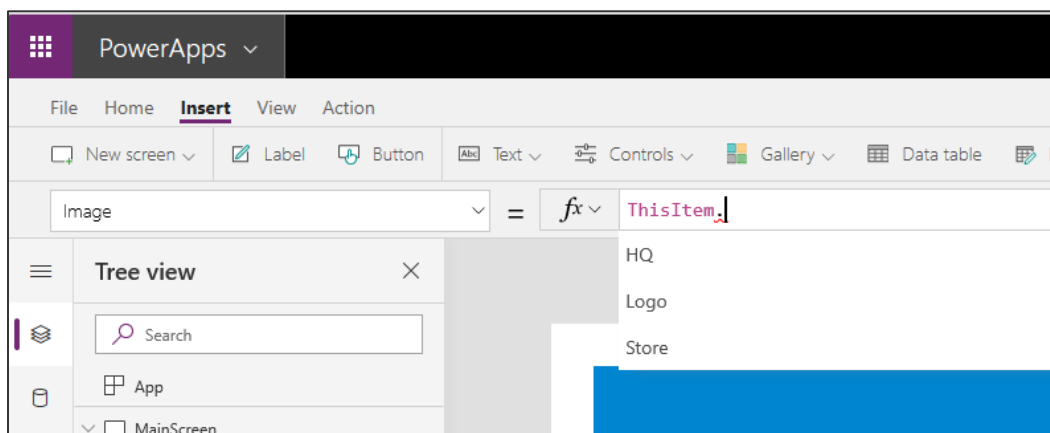 PowerApps
File Home Insert View Action
New screen Label Button Abc Text Controls Gallery Data table
Image = fx ThisItem.
HQ
Tree view
Logo
Search
Store
App
MainScreen